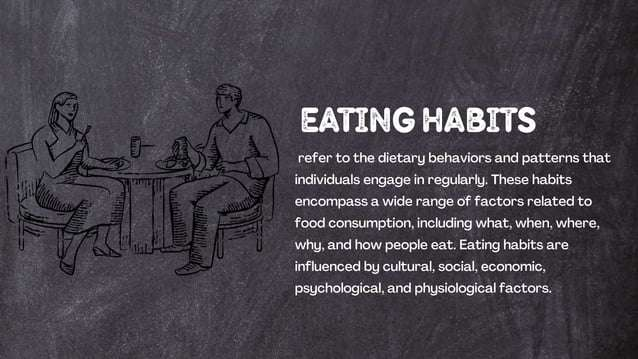 EATING HABITS
refer to the dietary behaviors and patterns that
individuals engage in regularly. These habits
encompass a wide range of factors related to
food consumption, including what, when, where,
why, and how people eat. Eating habits are
influenced by cultural, social, economic,
psychological, and physiological factors.